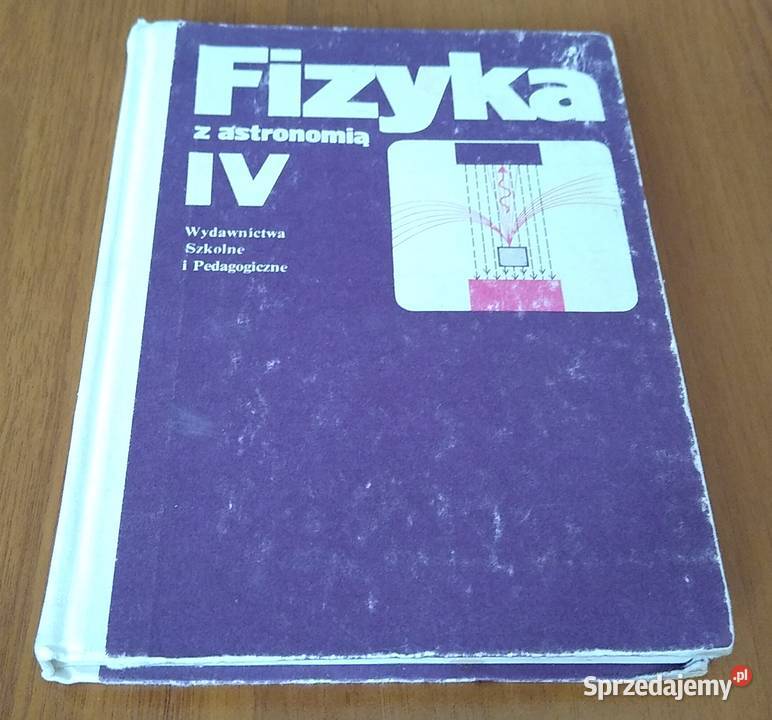 Fizyka
z astronomią
IV
Wydawnictwa
Szkolne
i Pedagogiczne
Sprzedajemy.pl